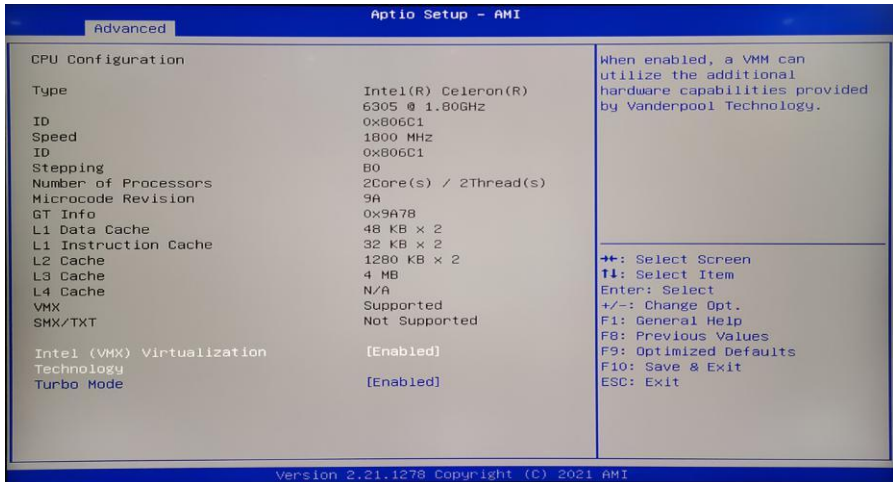 Aptio Setup – AMI
Advanced
CPU Configuration
Type Intel(R) Celeron(R)
6305 @ 1.80GHz
ID 0x806C1
Speed 1800 MHz
ID 0x806C1
Stepping B0
Number of Processors 2Core(s) / 2Thread(s)
Microcode Revision 9A
GT Info 0x9A78
L1 Data Cache 48 KB x 2
L1 Instruction Cache 32 KB x 2
L2 Cache 1280 KB x 2
L3 Cache 4 MB
L4 Cache N/A
VMX Supported
SMX/TXT Not Supported
Intel (VMX) Virtualization [Enabled]
Technology
Turbo Mode [Enabled]
When enabled, a VMM can
utilize the additional
hardware capabilities provided
by Vanderpool Technology.
→←: Select Screen
↑↓: Select Item
Enter: Select
+/-: Change Opt.
F1: General Help
F8: Previous Values
F9: Optimized Defaults
F10: Save & Exit
ESC: Exit
Version 2.21.1278 Copyright (C) 2021 AMI